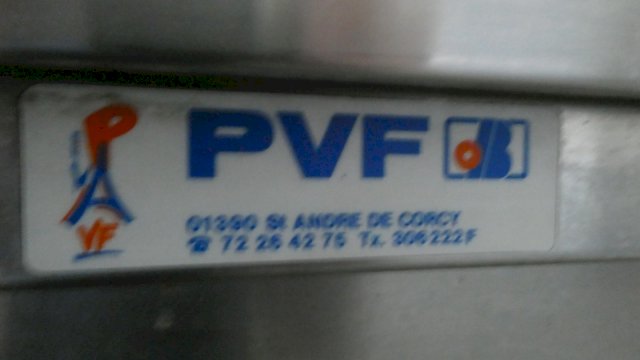 PVF
01390 St ANDRE DE CORCY
☎ 72 26 42 75 Tx. 306222F